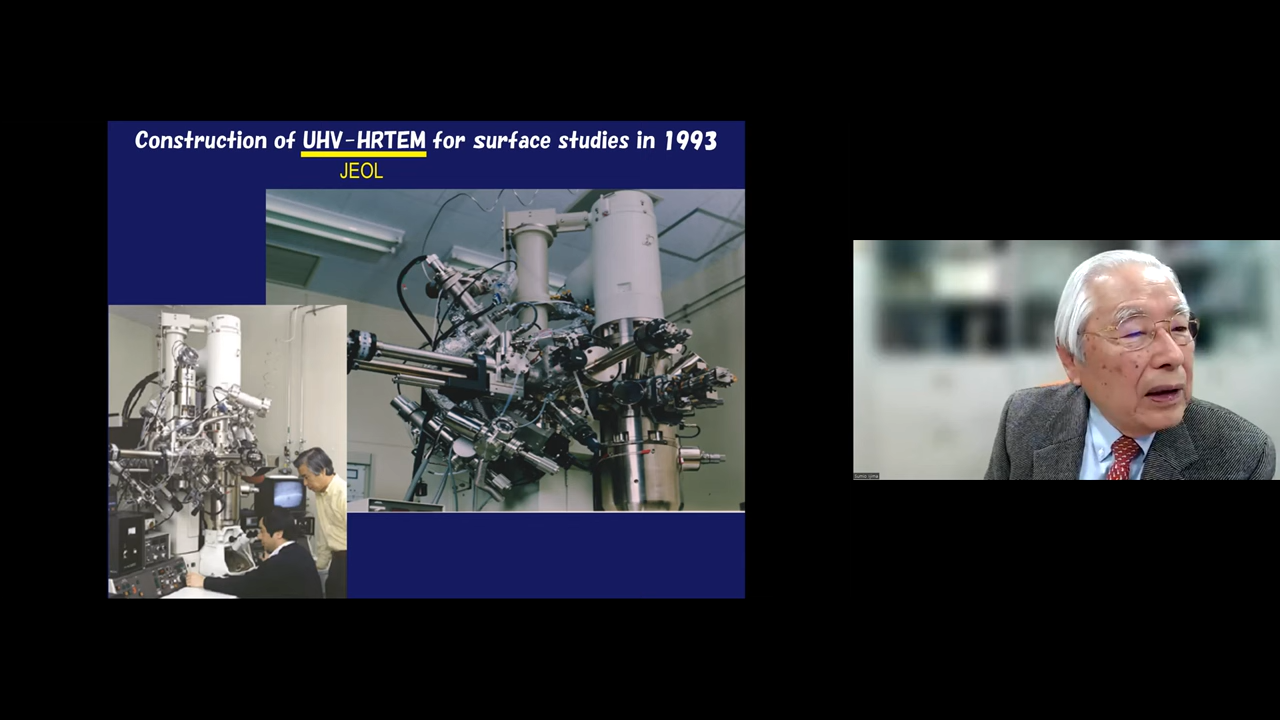 Construction of UHV-HRTEM for surface studies in 1993
JEOL